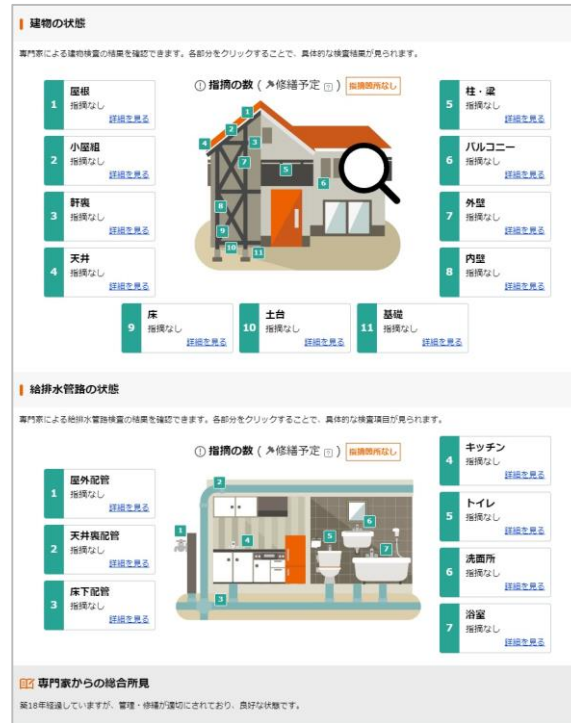 建物の状態
専門家による建物検査の結果を確認できます。各部分をクリックすることで、具体的な検査結果が見られます。
指摘の数 ( 修繕予定 ) 指摘箇所なし
1 屋根
指摘なし
詳細を見る
2 小屋組
指摘なし
詳細を見る
3 軒裏
指摘なし
詳細を見る
4 天井
指摘なし
詳細を見る
1
2
3
4
5
6
7
8
9
10
11
5 柱・梁
指摘なし
詳細を見る
6 バルコニー
指摘なし
詳細を見る
7 外壁
指摘なし
詳細を見る
8 内壁
指摘なし
詳細を見る
9 床
指摘なし
詳細を見る
10 土台
指摘なし
詳細を見る
11 基礎
指摘なし
詳細を見る
給排水管路の状態
専門家による給排水管路検査の結果を確認できます。各部分をクリックすることで、具体的な検査項目が見られます。
指摘の数 ( 修繕予定 ) 指摘箇所なし
1 屋外配管
指摘なし
詳細を見る
2 天井裏配管
指摘なし
詳細を見る
3 床下配管
指摘なし
詳細を見る
1
2
3
4
5
6
7
4 キッチン
指摘なし
詳細を見る
5 トイレ
指摘なし
詳細を見る
6 洗面所
指摘なし
詳細を見る
7 浴室
指摘なし
詳細を見る
専門家からの総合所見
築18年経過していますが、管理・修繕が適切にされており、良好な状態です。